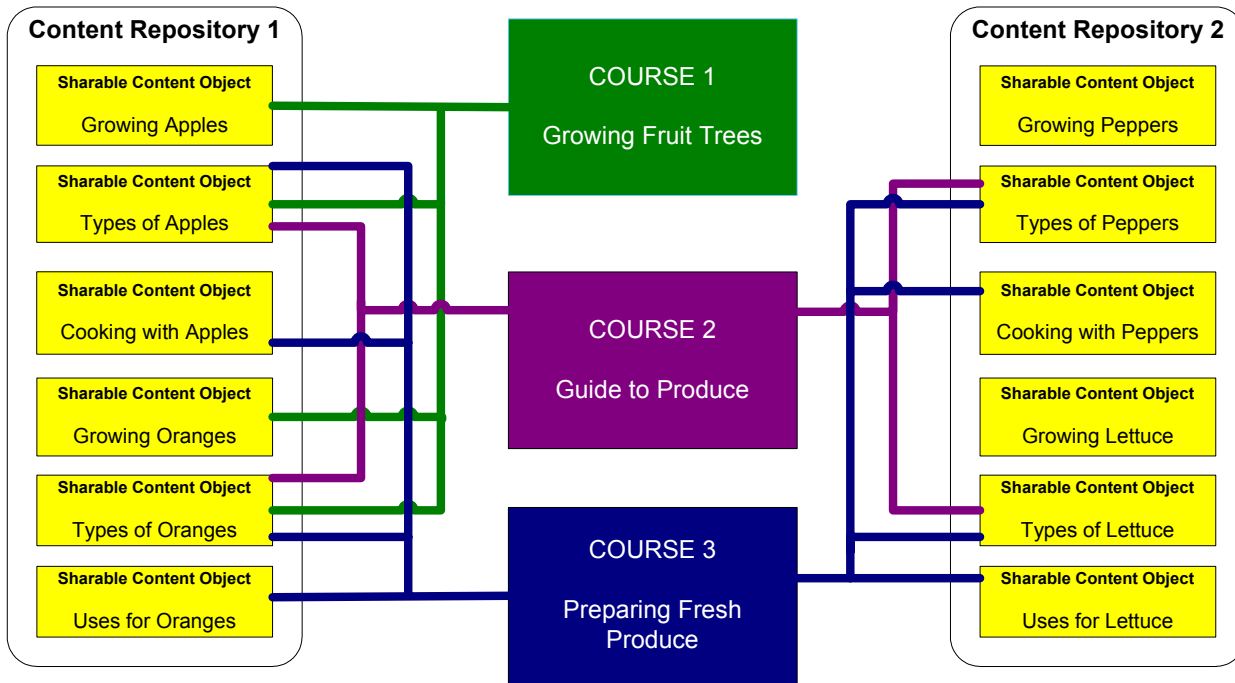 Content Repository 1
Sharable Content Object
Growing Apples
Sharable Content Object
Types of Apples
Sharable Content Object
Cooking with Apples
Sharable Content Object
Growing Oranges
Sharable Content Object
Types of Oranges
Sharable Content Object
Uses for Oranges
COURSE 1
Growing Fruit Trees
COURSE 2
Guide to Produce
COURSE 3
Preparing Fresh
Produce
Content Repository 2
Sharable Content Object
Growing Peppers
Sharable Content Object
Types of Peppers
Sharable Content Object
Cooking with Peppers
Sharable Content Object
Growing Lettuce
Sharable Content Object
Types of Lettuce
Sharable Content Object
Uses for Lettuce